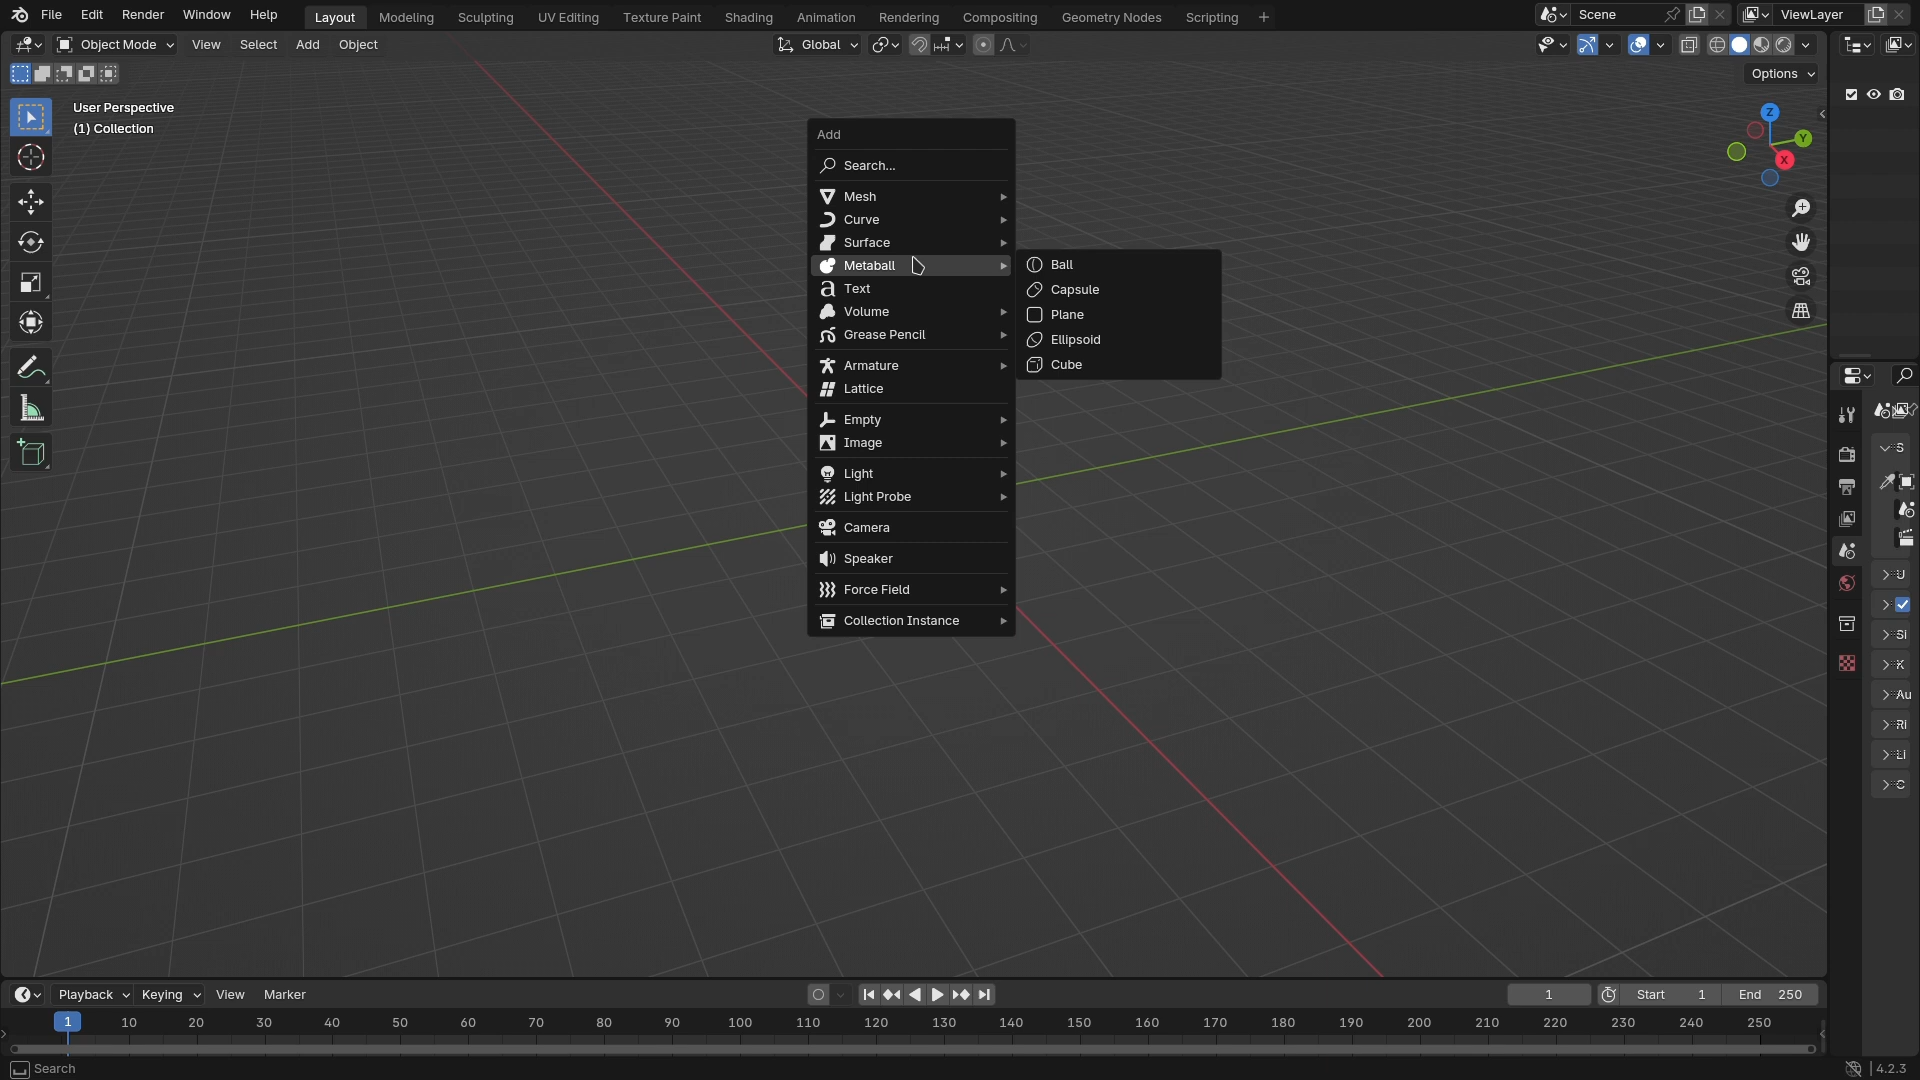 File Edit Render Window Help Layout Modeling Sculpting UV Editing Texture Paint Shading Animation Rendering Compositing Geometry Nodes Scripting + Scene ViewLayer
Object Mode View Select Add Object Global
Options
User Perspective
(1) Collection
Z
Y
X
Add
Search...
Mesh
Curve
Surface
Metaball
Text
Volume
Grease Pencil
Armature
Lattice
Empty
Image
Light
Light Probe
Camera
Speaker
Force Field
Collection Instance
Ball
Capsule
Plane
Ellipsoid
Cube
S
U
Si
K
Au
Ri
Li
C
Playback Keying View Marker 1 Start 1 End 250
1 10 20 30 40 50 60 70 80 90 100 110 120 130 140 150 160 170 180 190 200 210 220 230 240 250
Search 4.2.3